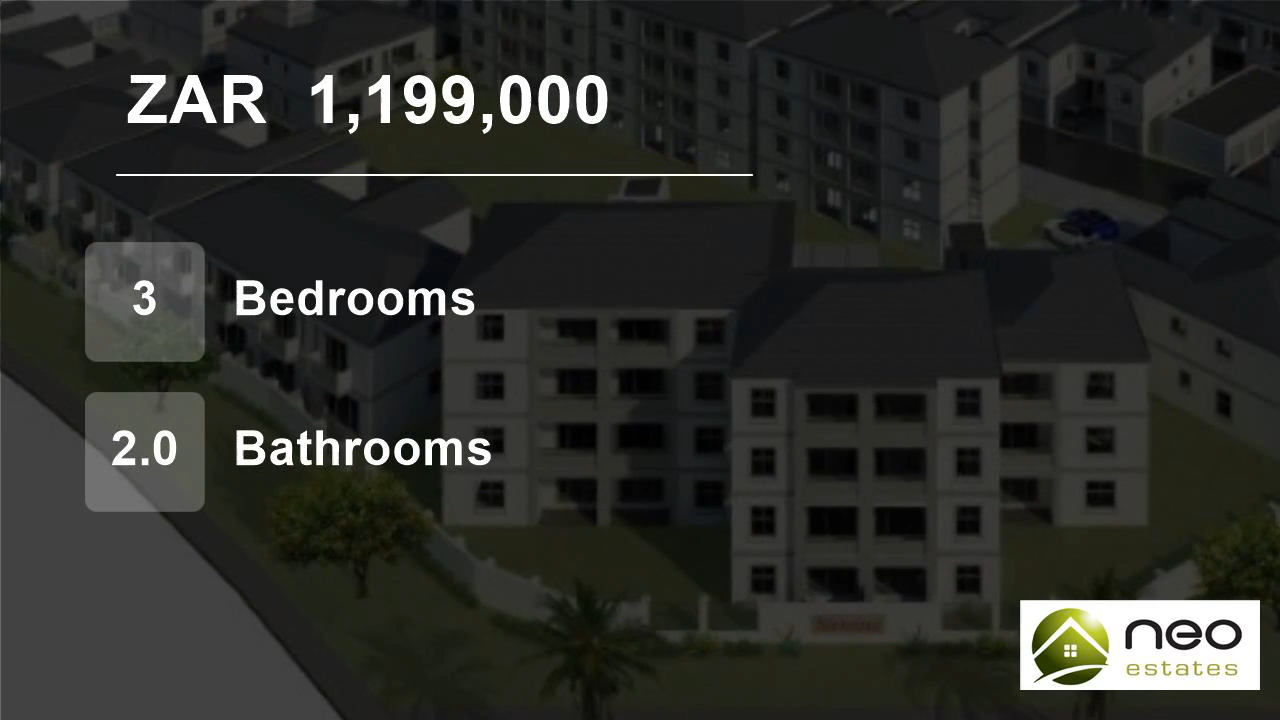 ZAR 1,199,000
3 Bedrooms
2.0 Bathrooms
neo
estates